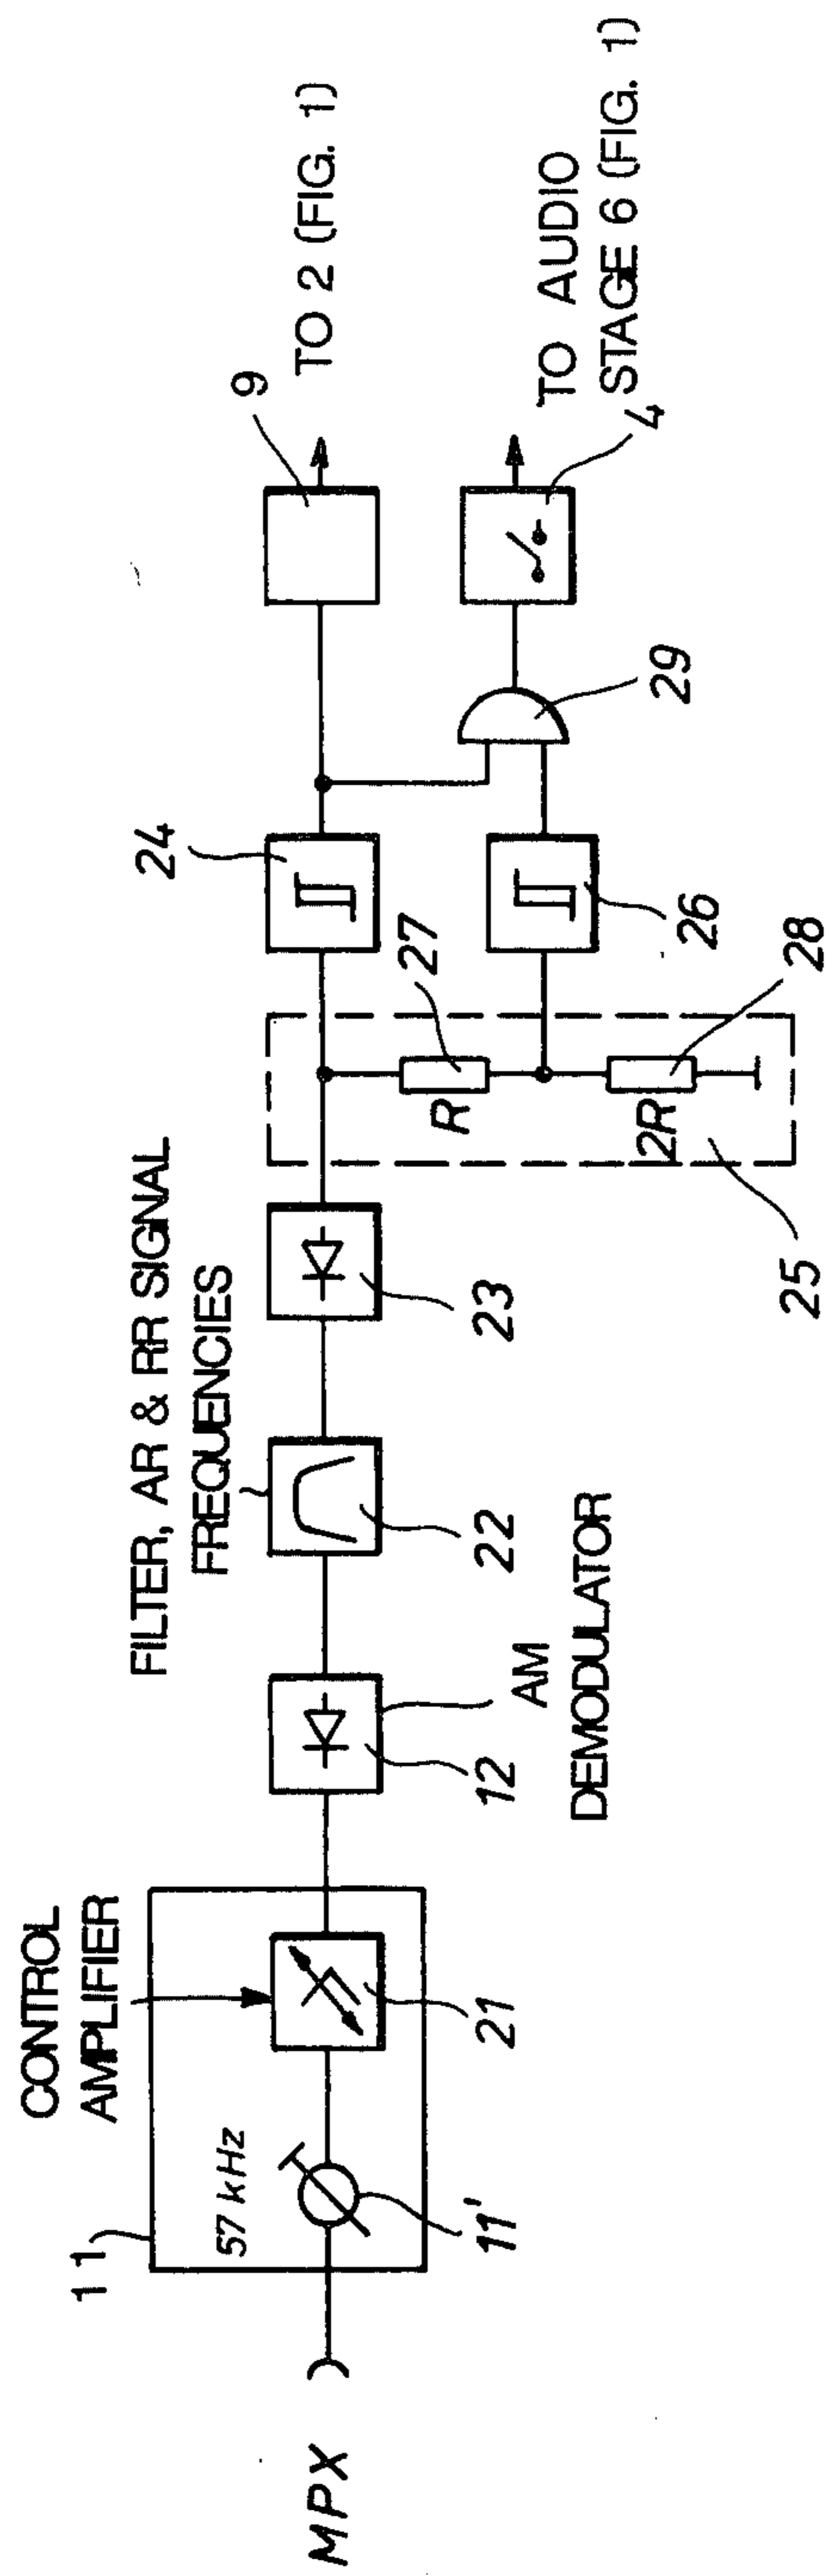 MPX
11
57 kHz
11'
CONTROL
AMPLIFIER
21
12
AM
DEMODULATOR
FILTER, AR & RR SIGNAL
FREQUENCIES
22
23
25
R
27
2R
28
24
26
29
9
TO 2 (FIG. 1)
4
TO AUDIO
STAGE 6 (FIG. 1)